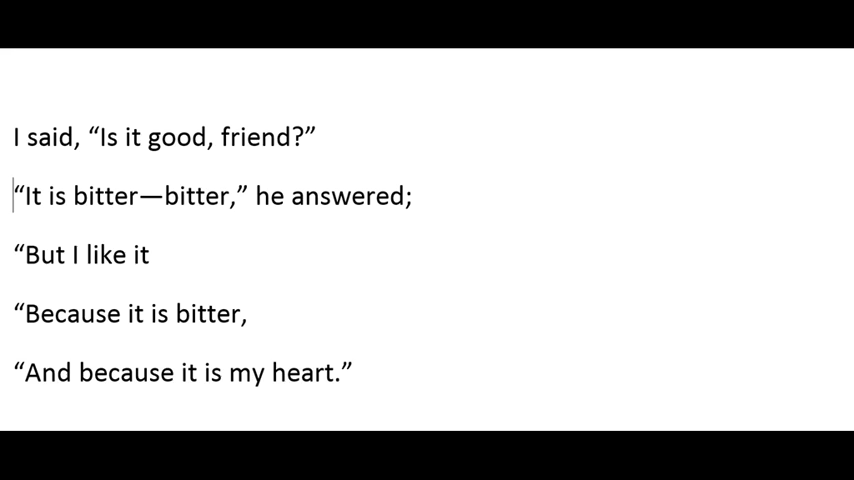 I said, “Is it good, friend?”
“It is bitter—bitter,” he answered;
“But I like it
“Because it is bitter,
“And because it is my heart.”